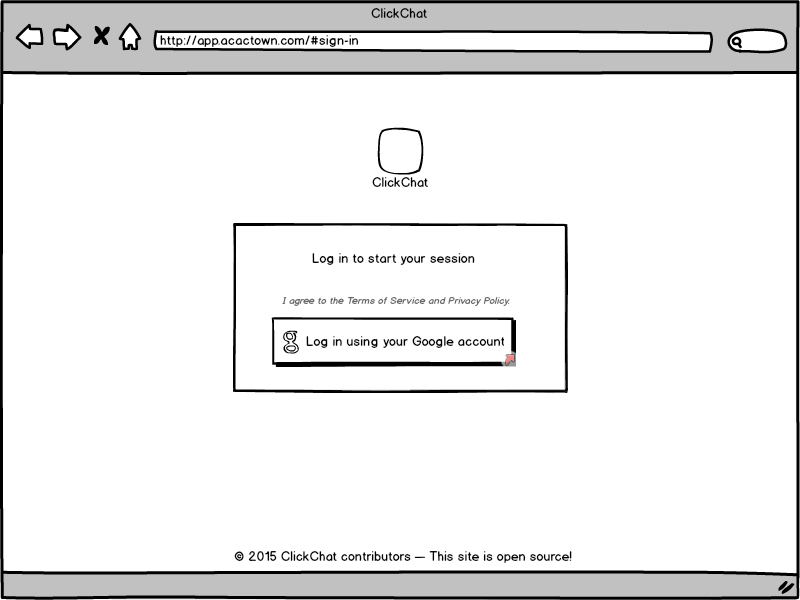 ClickChat
http://app.acactown.com/#sign-in
ClickChat
Log in to start your session
I agree to the Terms of Service and Privacy Policy.
g Log in using your Google account
© 2015 ClickChat contributors — This site is open source!